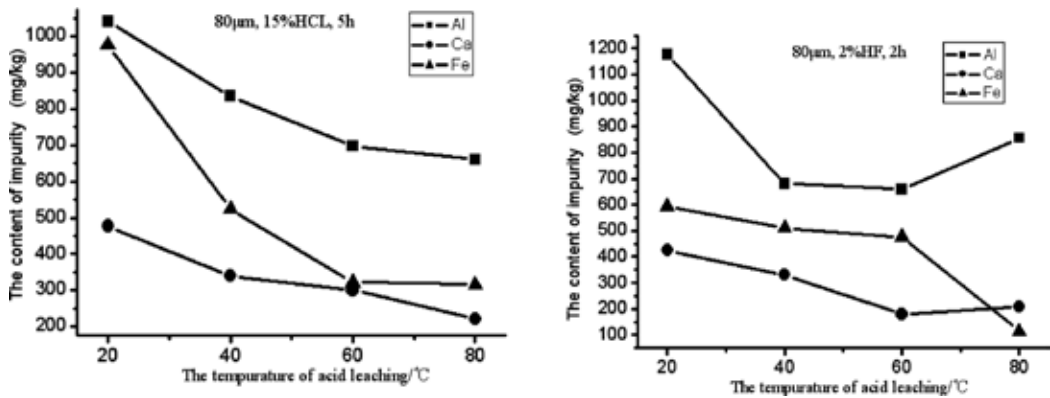 80μm, 15%HCL, 5h
Al
Ca
Fe
The content of impurity (mg/kg)
1000
900
800
700
600
500
400
300
200
20 40 60 80
The tempurature of acid leaching/℃
80μm, 2%HF, 2h
Al
Ca
Fe
The content of impurity (mg/kg)
1200
1100
1000
900
800
700
600
500
400
300
200
100
20 40 60 80
The tempurature of acid leaching/℃